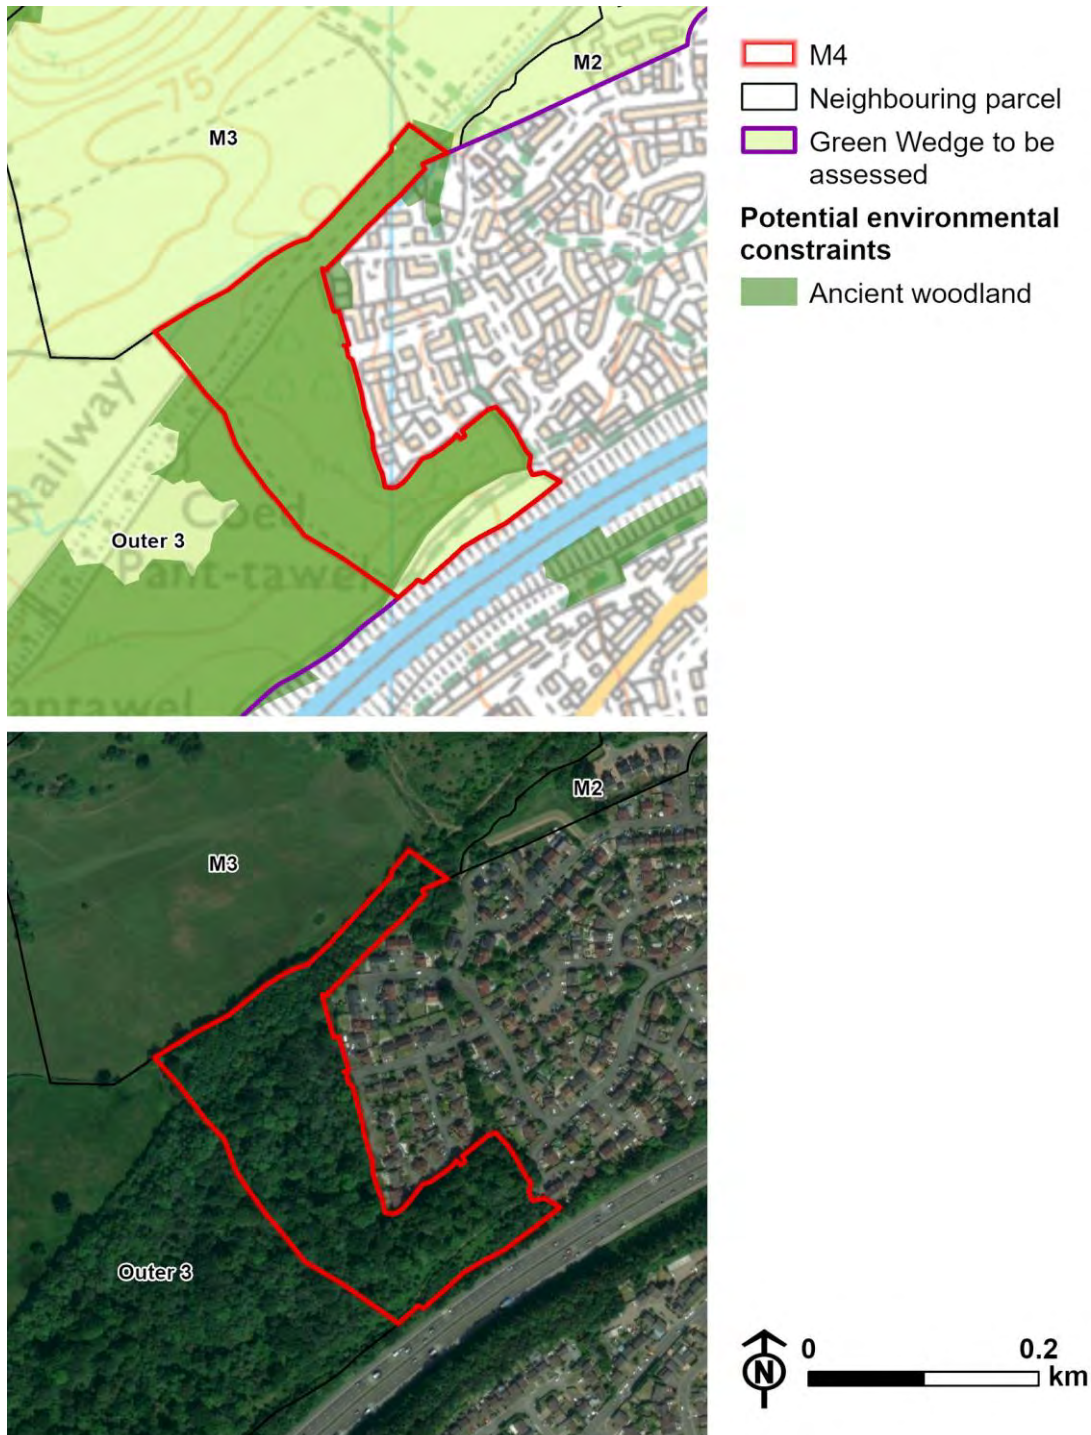 75
M2
M3
Railway
Coed
Pant-tawel
Outer 3
antawel
M4
Neighbouring parcel
Green Wedge to be
assessed
Potential environmental
constraints
Ancient woodland
M2
M3
Outer 3
N
0 0.2
km